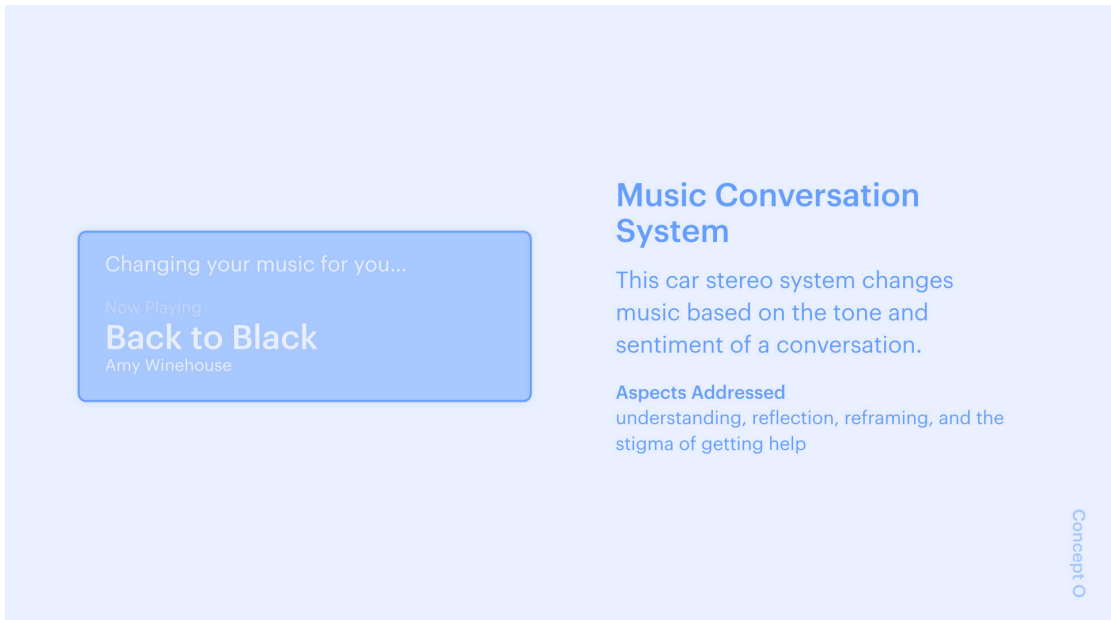 Changing your music for you...
Now Playing
Back to Black
Amy Winehouse
Music Conversation
System
This car stereo system changes
music based on the tone and
sentiment of a conversation.
Aspects Addressed
understanding, reflection, reframing, and the
stigma of getting help
Concept O